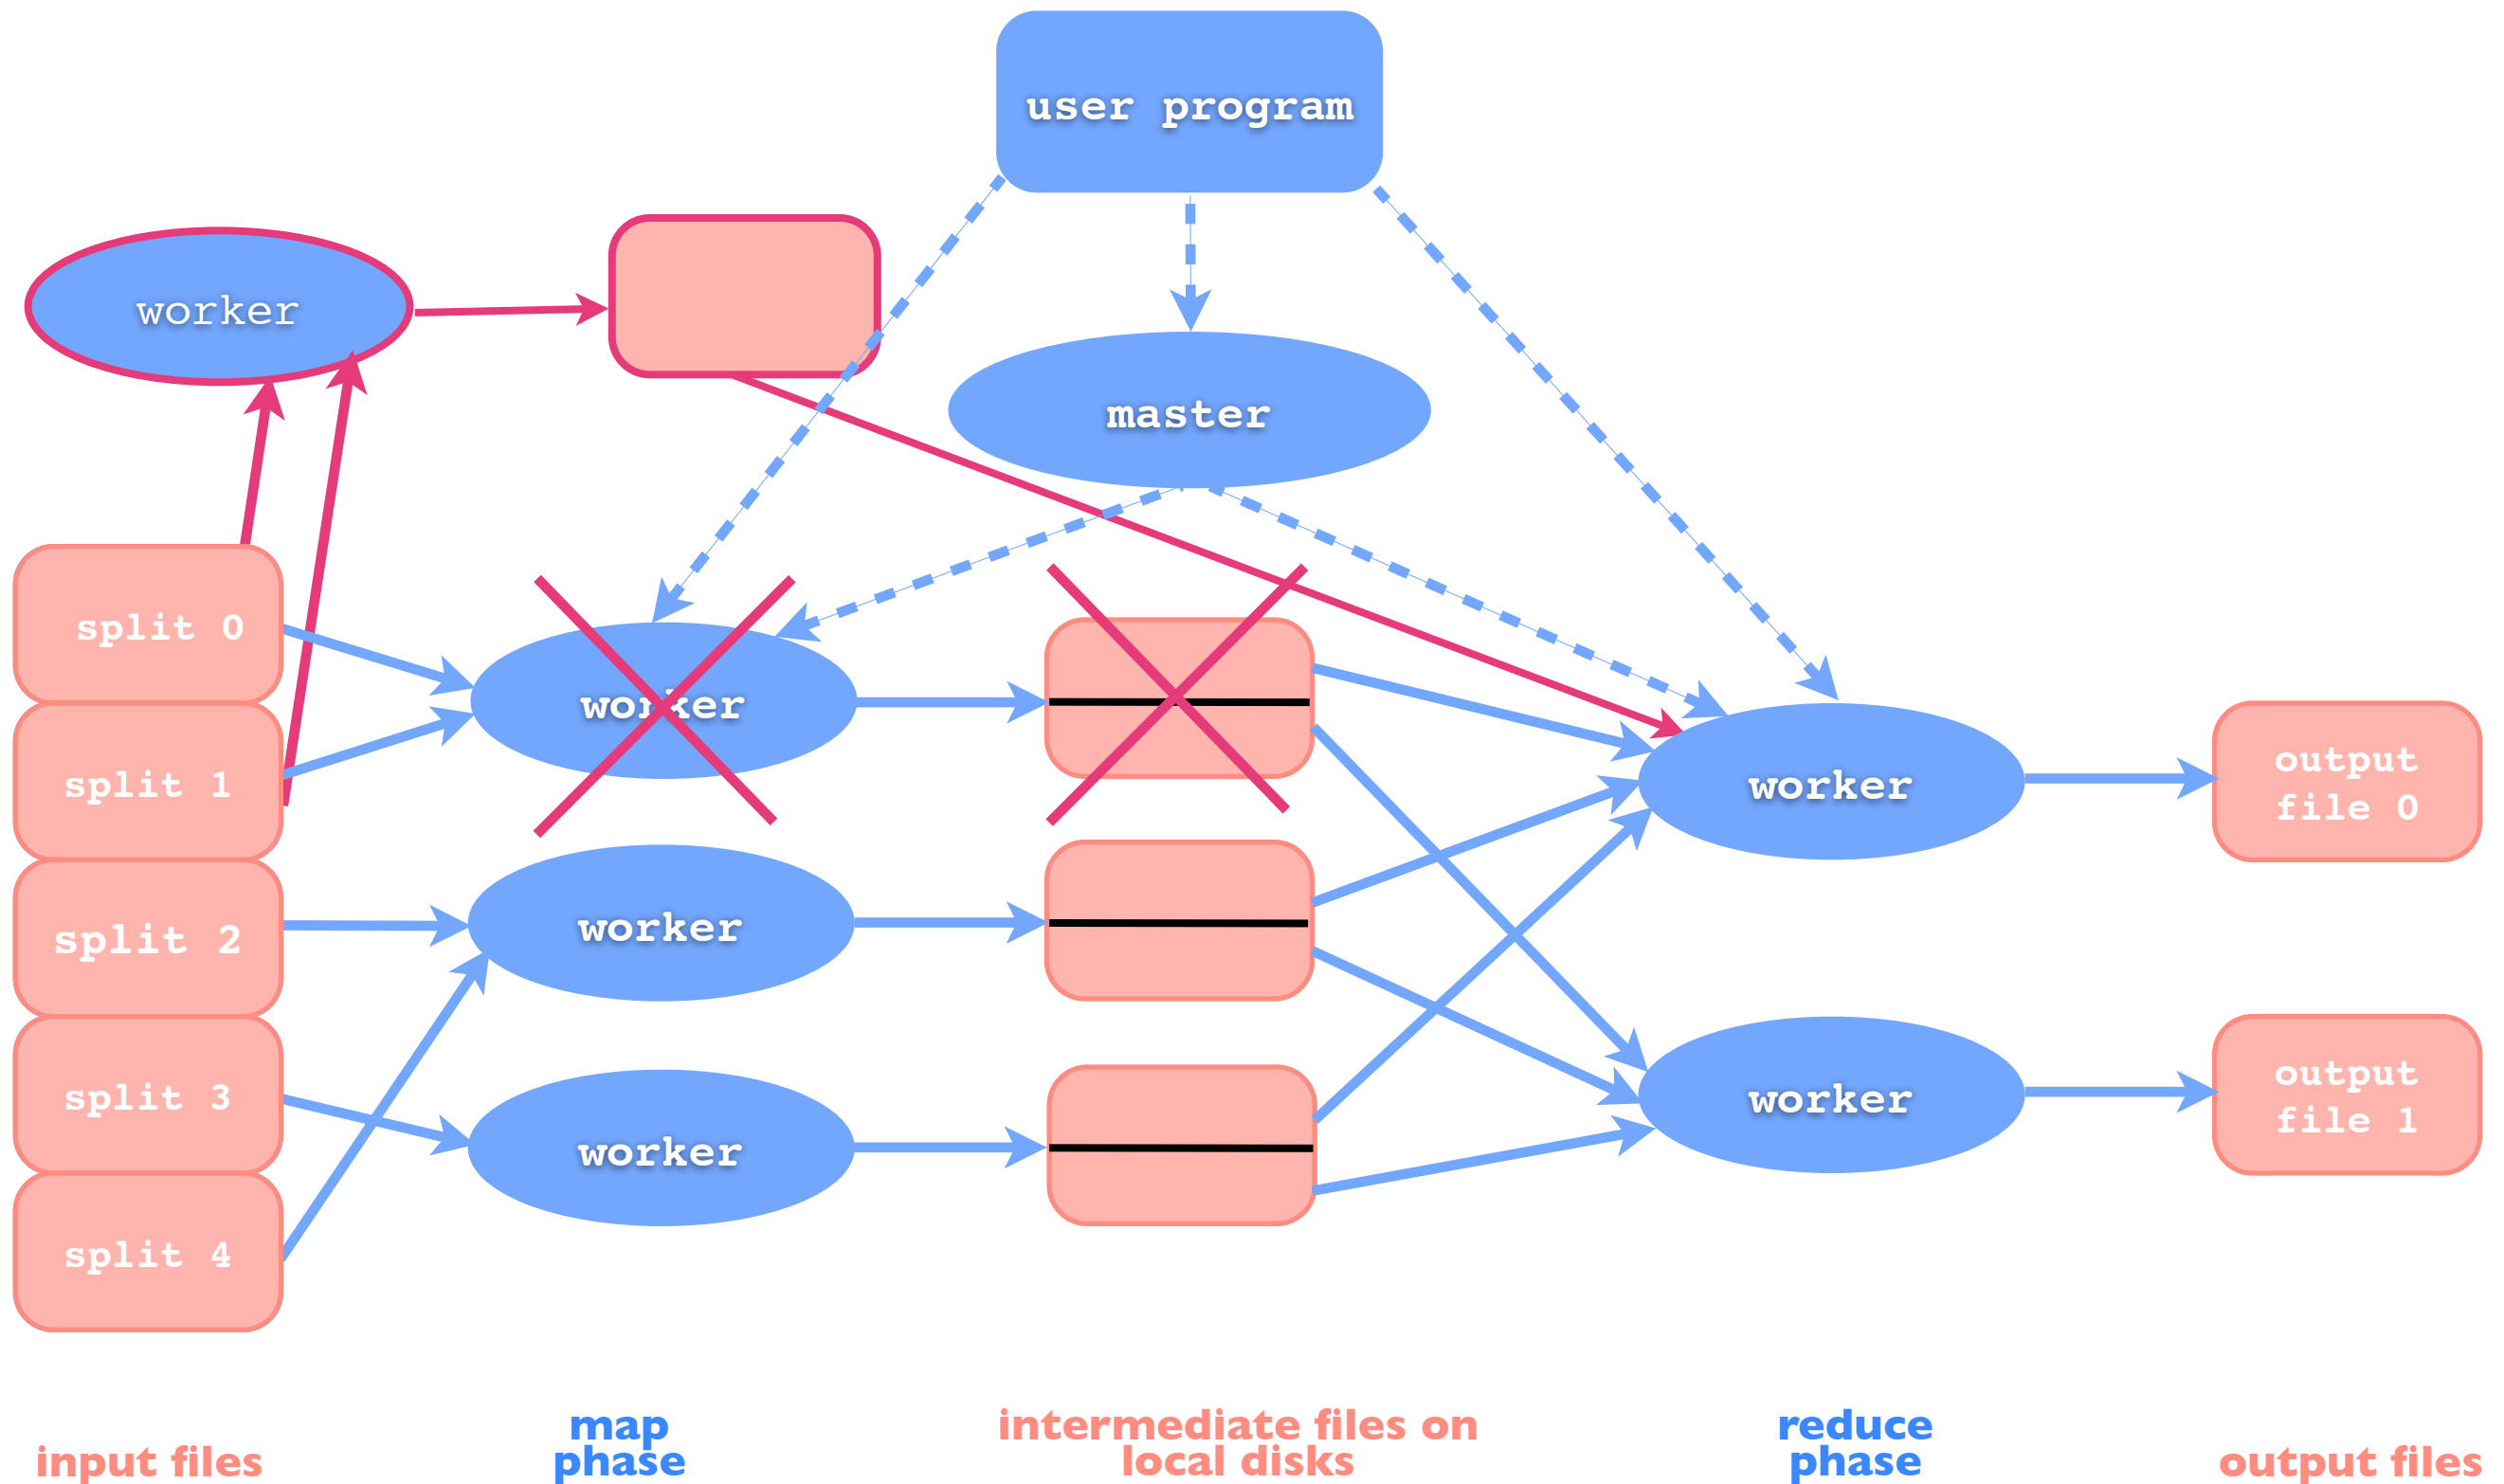 user program
worker
master
split 0
split 1
split 2
split 3
split 4
worker
worker
worker
worker
worker
output
file 0
output
file 1
input files
map
phase
intermediate files on
local disks
reduce
phase
output files